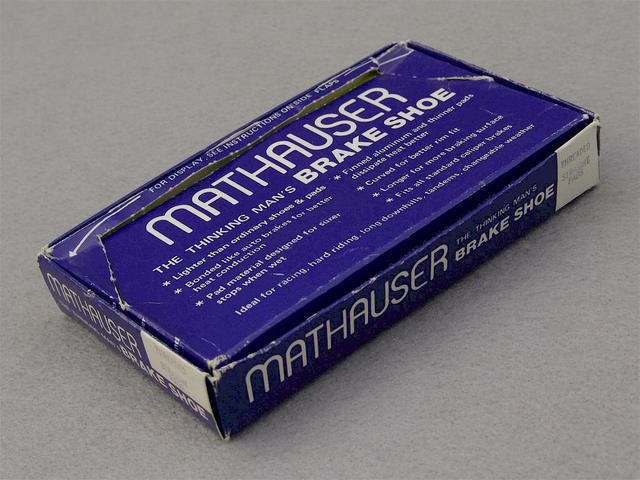 FOR DISPLAY, SEE INSTRUCTIONS ON SIDE FLAPS
MATHAUSER
THE THINKING MAN'S BRAKE SHOE
* Lighter than ordinary shoes & pads
* Bonded like auto brakes for better
heat conduction
* Pad material designed for surer
stops when wet
* Finned aluminum and thinner pads
dissipate heat better
* Curved for better rim fit
* Longer for more braking surface
* Fits all standard caliper brakes
Ideal for racing, hard riding, long downhills, tandems, changeable weather
MATHAUSER
BRAKE SHOE
MATHAUSER
THE THINKING MAN'S
BRAKE SHOE
THREADED